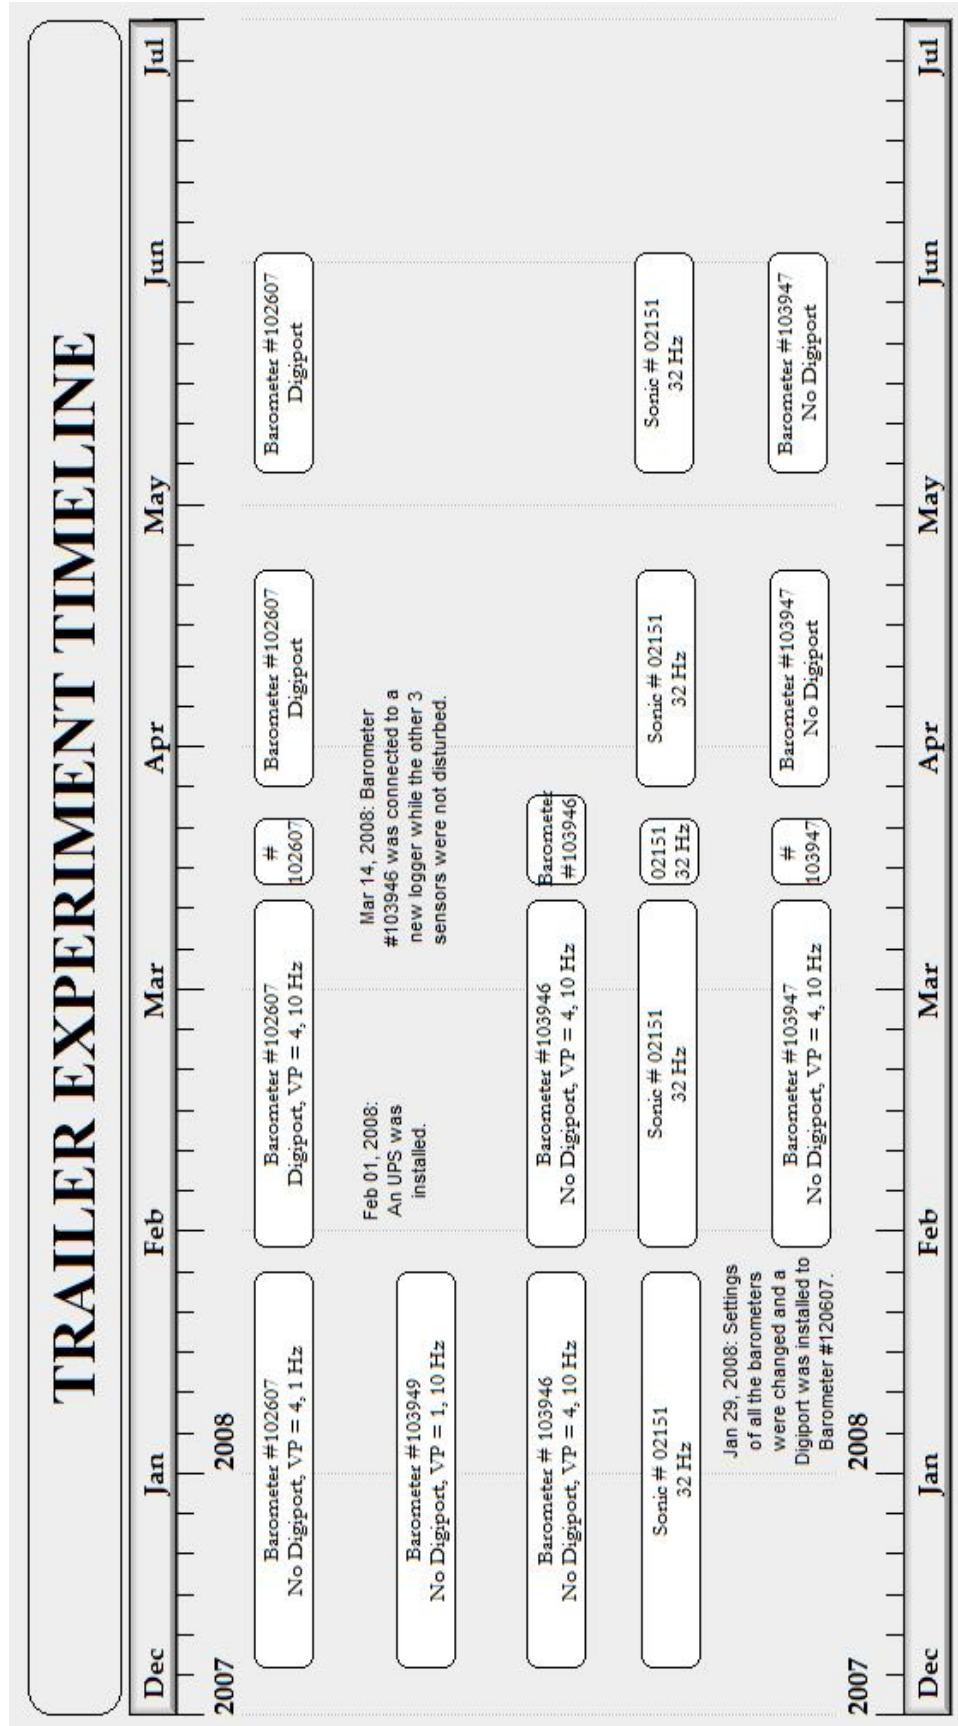 TRAILER EXPERIMENT TIMELINE
Dec Jan Feb Mar Apr May Jun Jul
2007 2008
Barometer #102607
No Digiport, VP = 4, 1 Hz
Barometer #102607
Digiport, VP = 4, 10 Hz
#
102607
Barometer #102607
Digiport
Barometer #102607
Digiport
Barometer #103949
No Digiport, VP = 1, 10 Hz
Feb 01, 2008:
An UPS was
installed.
Mar 14, 2008: Barometer
#103946 was connected to a
new logger while the other 3
sensors were not disturbed.
Barometer # 103946
No Digiport, VP = 4, 10 Hz
Barometer #103946
No Digiport, VP = 4, 10 Hz
Barometer
#103946
Sonic # 02151
32 Hz
Sonic # 02151
32 Hz
02151
32 Hz
Sonic # 02151
32 Hz
Sonic # 02151
32 Hz
Jan 29, 2008: Settings
of all the barometers
were changed and a
Digiport was installed to
Barometer #120607.
Barometer #103947
No Digiport, VP = 4, 10 Hz
#
103947
Barometer #103947
No Digiport
Barometer #103947
No Digiport
2007 2008
Dec Jan Feb Mar Apr May Jun Jul